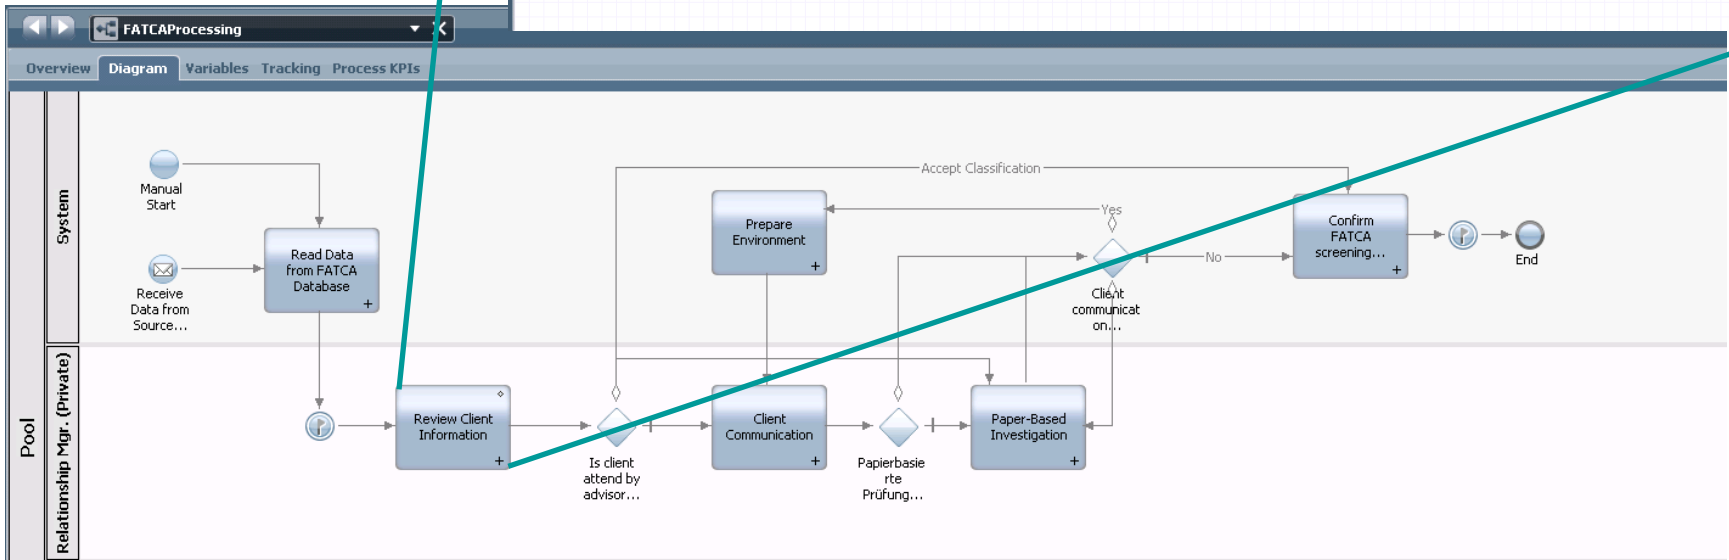 FATCAProcessing
Overview
Diagram
Variables
Tracking
Process KPIs
Pool
System
Manual
Start
Receive
Data from
Source...
Read Data
from FATCA
Database
Prepare
Environment
Accept Classification
Yes
No
Client
communicat
on...
Confirm
FATCA
screening...
End
Relationship Mgr. (Private)
Review Client
Information
Is client
attend by
advisor...
Client
Communication
Papierbasie
rte
Prüfung...
Paper-Based
Investigation